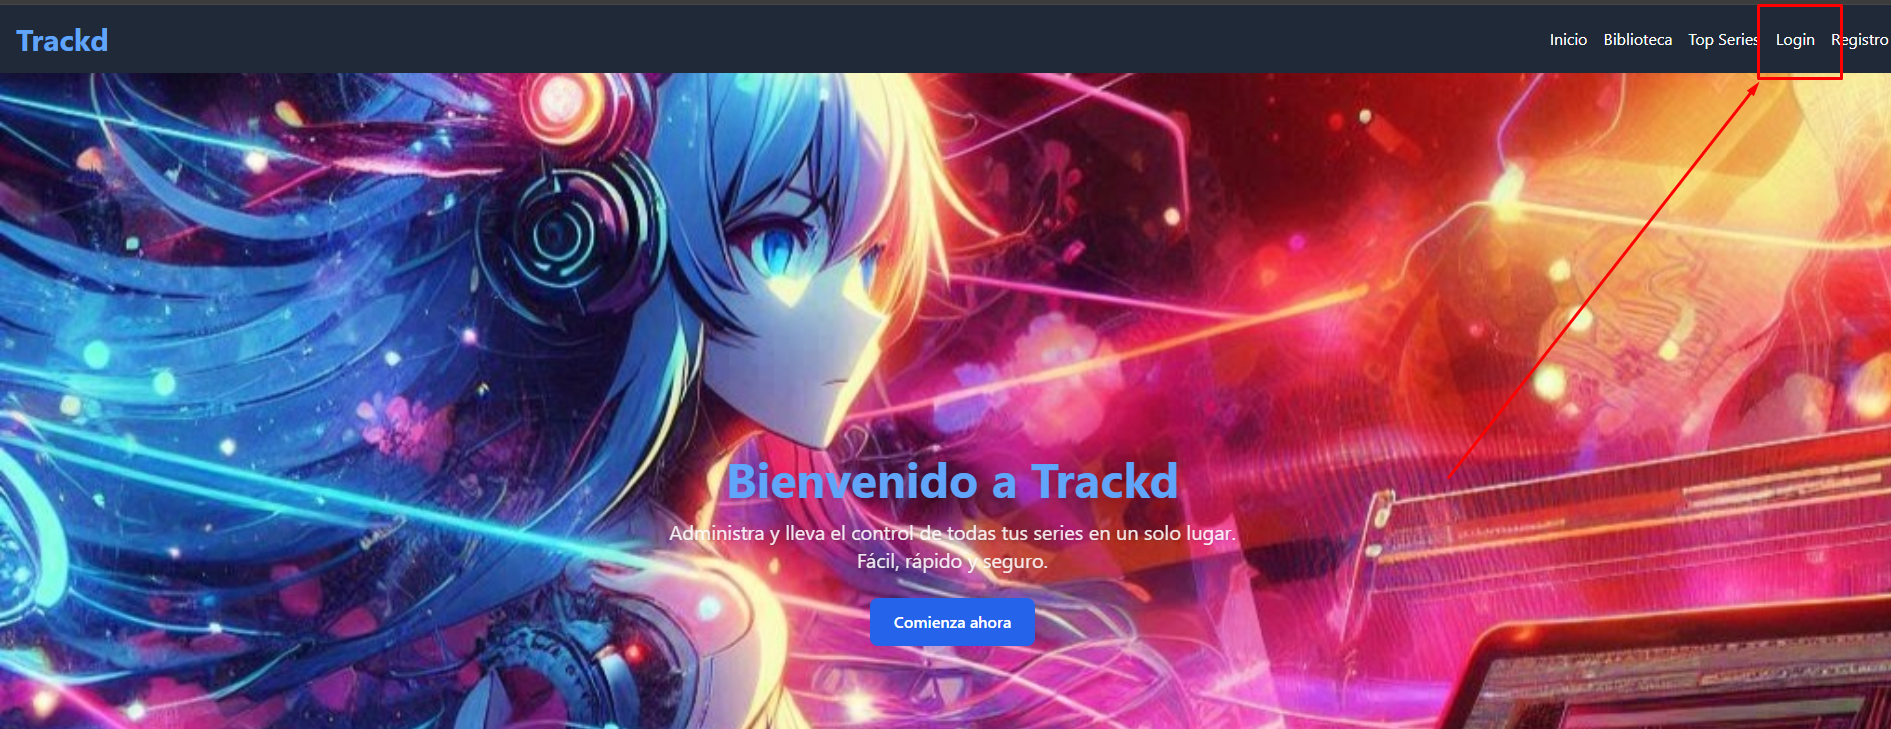 Trackd
Inicio Biblioteca Top Series Login Registro
Bienvenido a Trackd
Administra y lleva el control de todas tus series en un solo lugar.
Fácil, rápido y seguro.
Comienza ahora